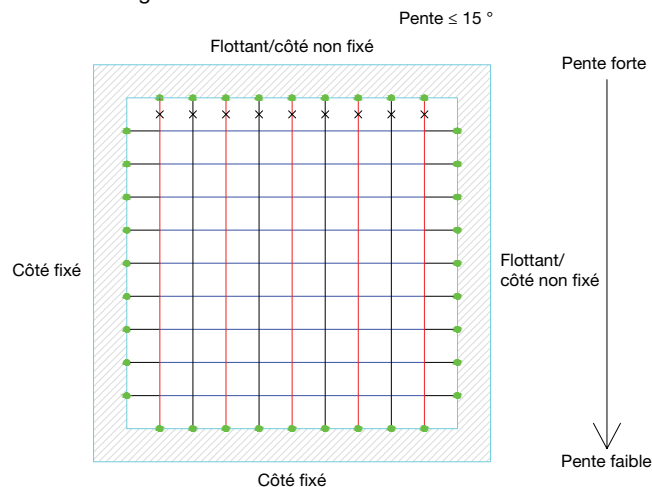 Pente ≤ 15 °
Flottant/côté non fixé
Pente forte
Côté fixé
Flottant/
côté non fixé
Pente faible
Côté fixé